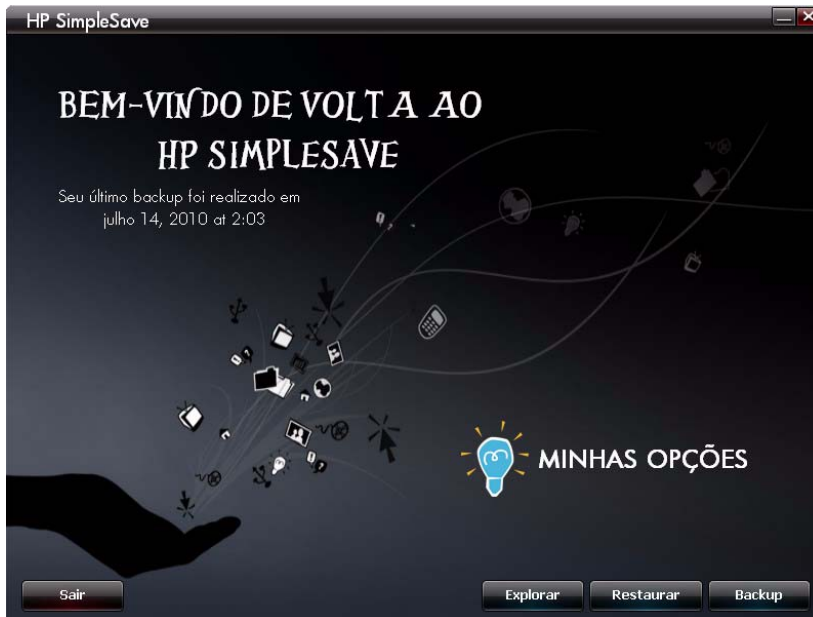 HP SimpleSave
BEM-VINDO DE VOLTA AO
HP SIMPLESAVE
Seu último backup foi realizado em
julho 14, 2010 at 2:03
MINHAS OPÇÕES
Sair
Explorar
Restaurar
Backup